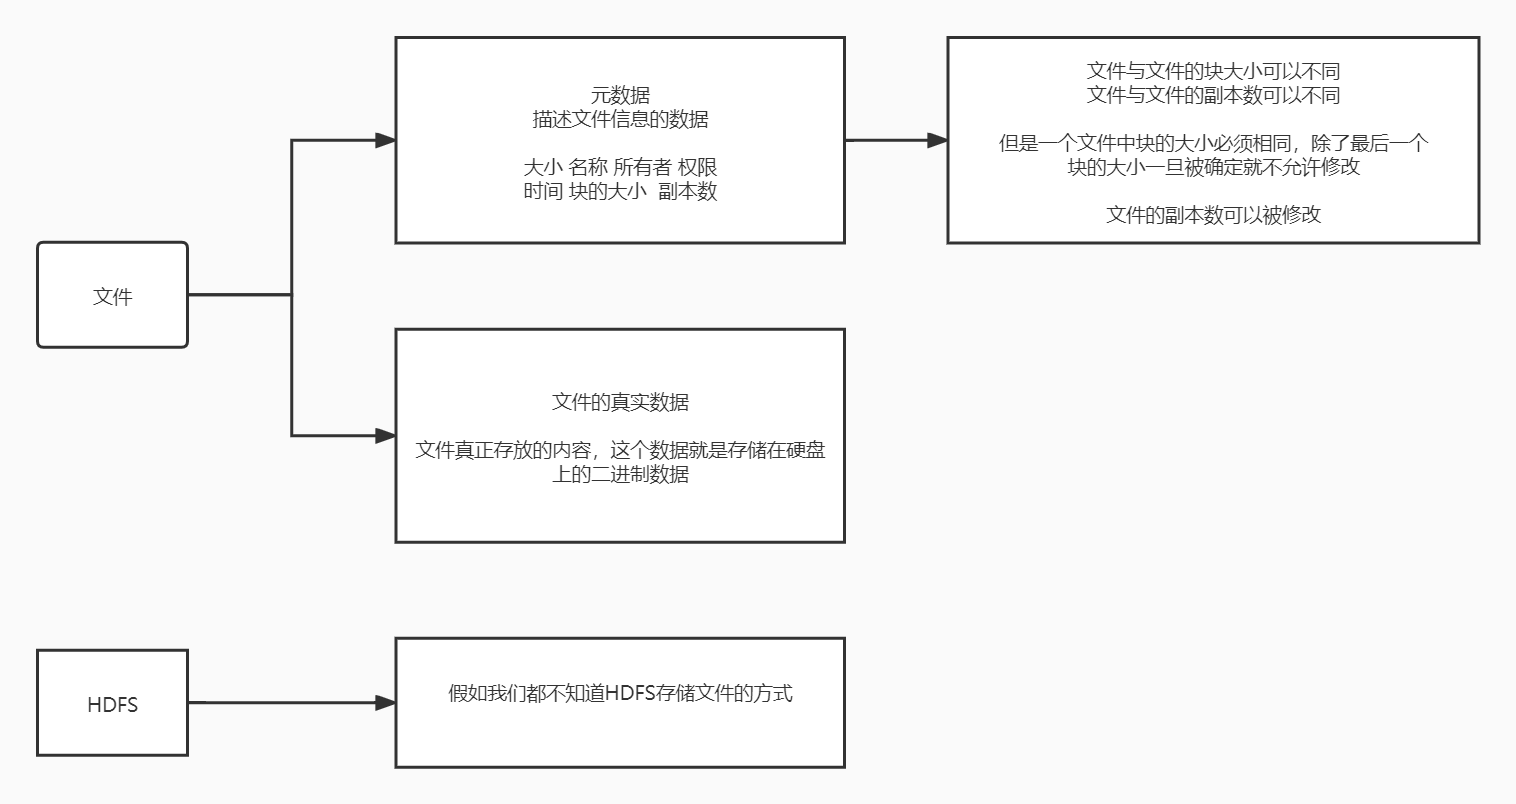 文件
元数据
描述文件信息的数据
大小 名称 所有者 权限
时间 块的大小  副本数
文件与文件的块大小可以不同
文件与文件的副本数可以不同
但是一个文件中块的大小必须相同，除了最后一个
块的大小一旦被确定就不允许修改
文件的副本数可以被修改
文件的真实数据
文件真正存放的内容，这个数据就是存储在硬盘
上的二进制数据
HDFS
假如我们都不知道HDFS存储文件的方式